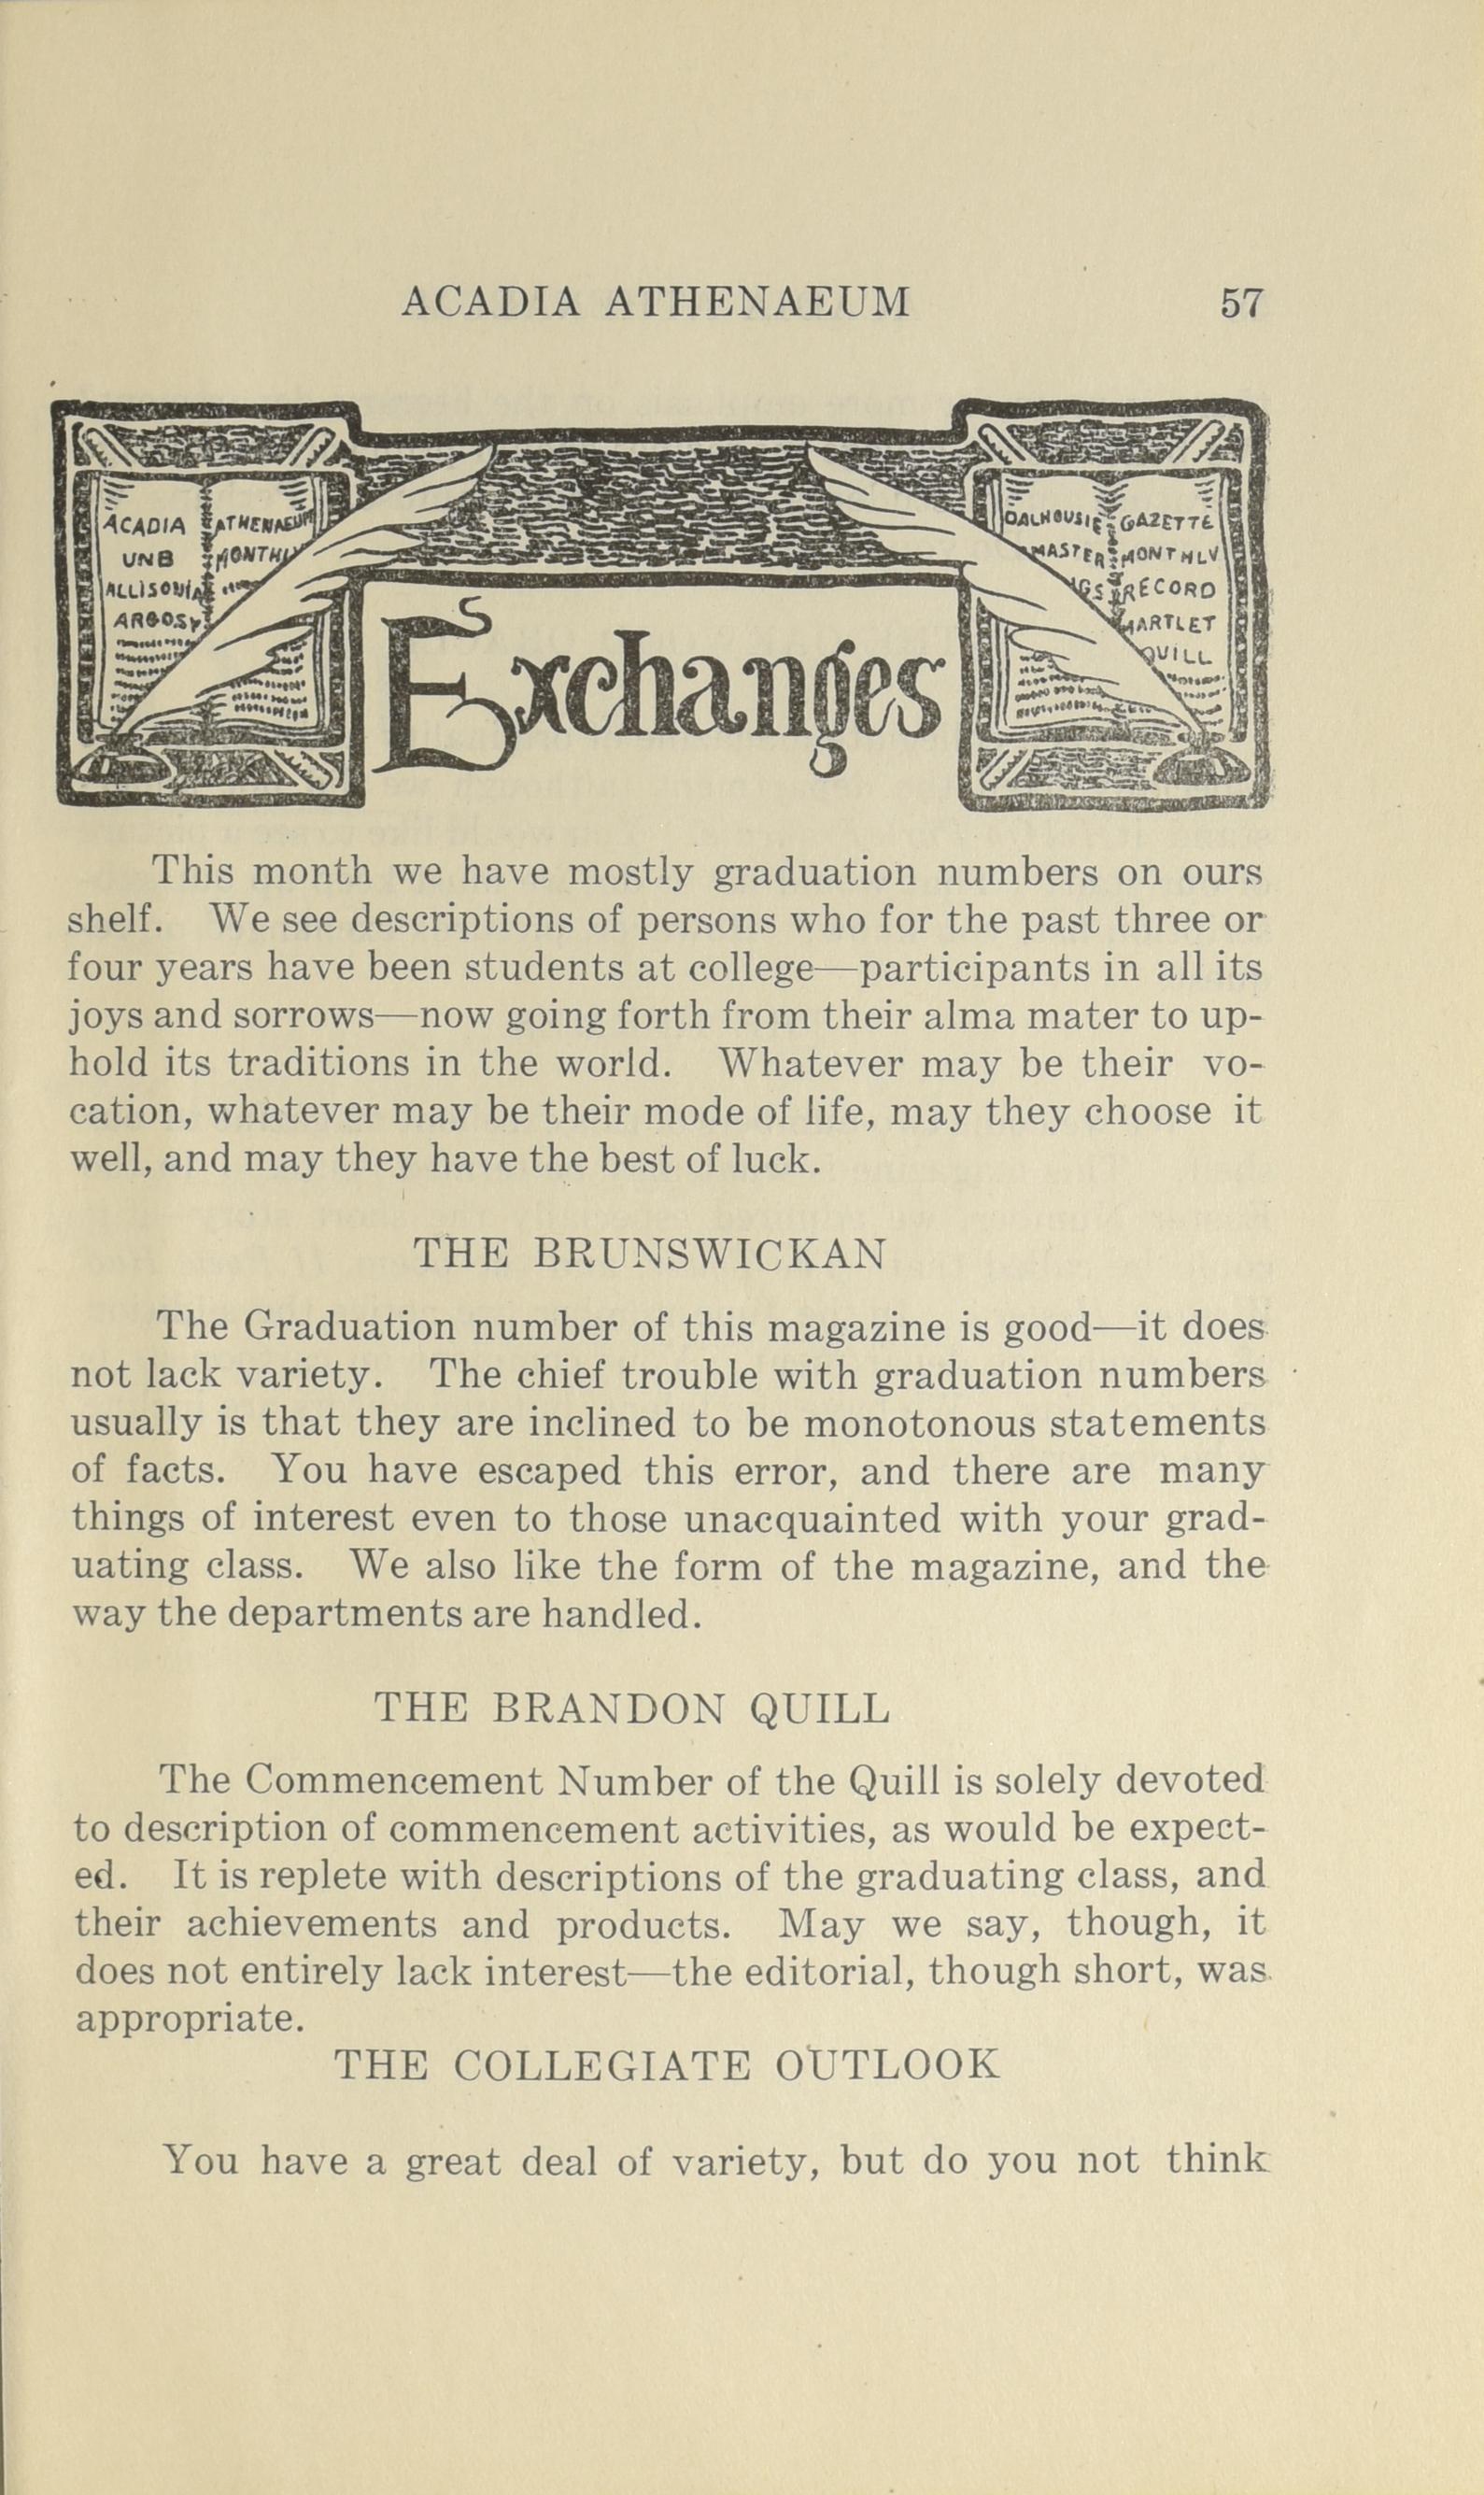 ACADIA ATHENAEUM 57
ACADIA ATHENAEUM
UNB MONTHLY
ALLISONIA
ARGOSY
DALHOUSIE GAZETTE
MASTER MONTHLY
RECORD
MARTLET
QUILL
Exchanges
This month we have mostly graduation numbers on ours
shelf. We see descriptions of persons who for the past three or
four years have been students at college—participants in all its
joys and sorrows—now going forth from their alma mater to up-
hold its traditions in the world. Whatever may be their vo-
cation, whatever may be their mode of life, may they choose it
well, and may they have the best of luck.
THE BRUNSWICKAN
The Graduation number of this magazine is good—it does
not lack variety. The chief trouble with graduation numbers
usually is that they are inclined to be monotonous statements
of facts. You have escaped this error, and there are many
things of interest even to those unacquainted with your grad-
uating class. We also like the form of the magazine, and the
way the departments are handled.
THE BRANDON QUILL
The Commencement Number of the Quill is solely devoted
to description of commencement activities, as would be expect-
ed. It is replete with descriptions of the graduating class, and
their achievements and products. May we say, though, it
does not entirely lack interest—the editorial, though short, was
appropriate.
THE COLLEGIATE OUTLOOK
You have a great deal of variety, but do you not think